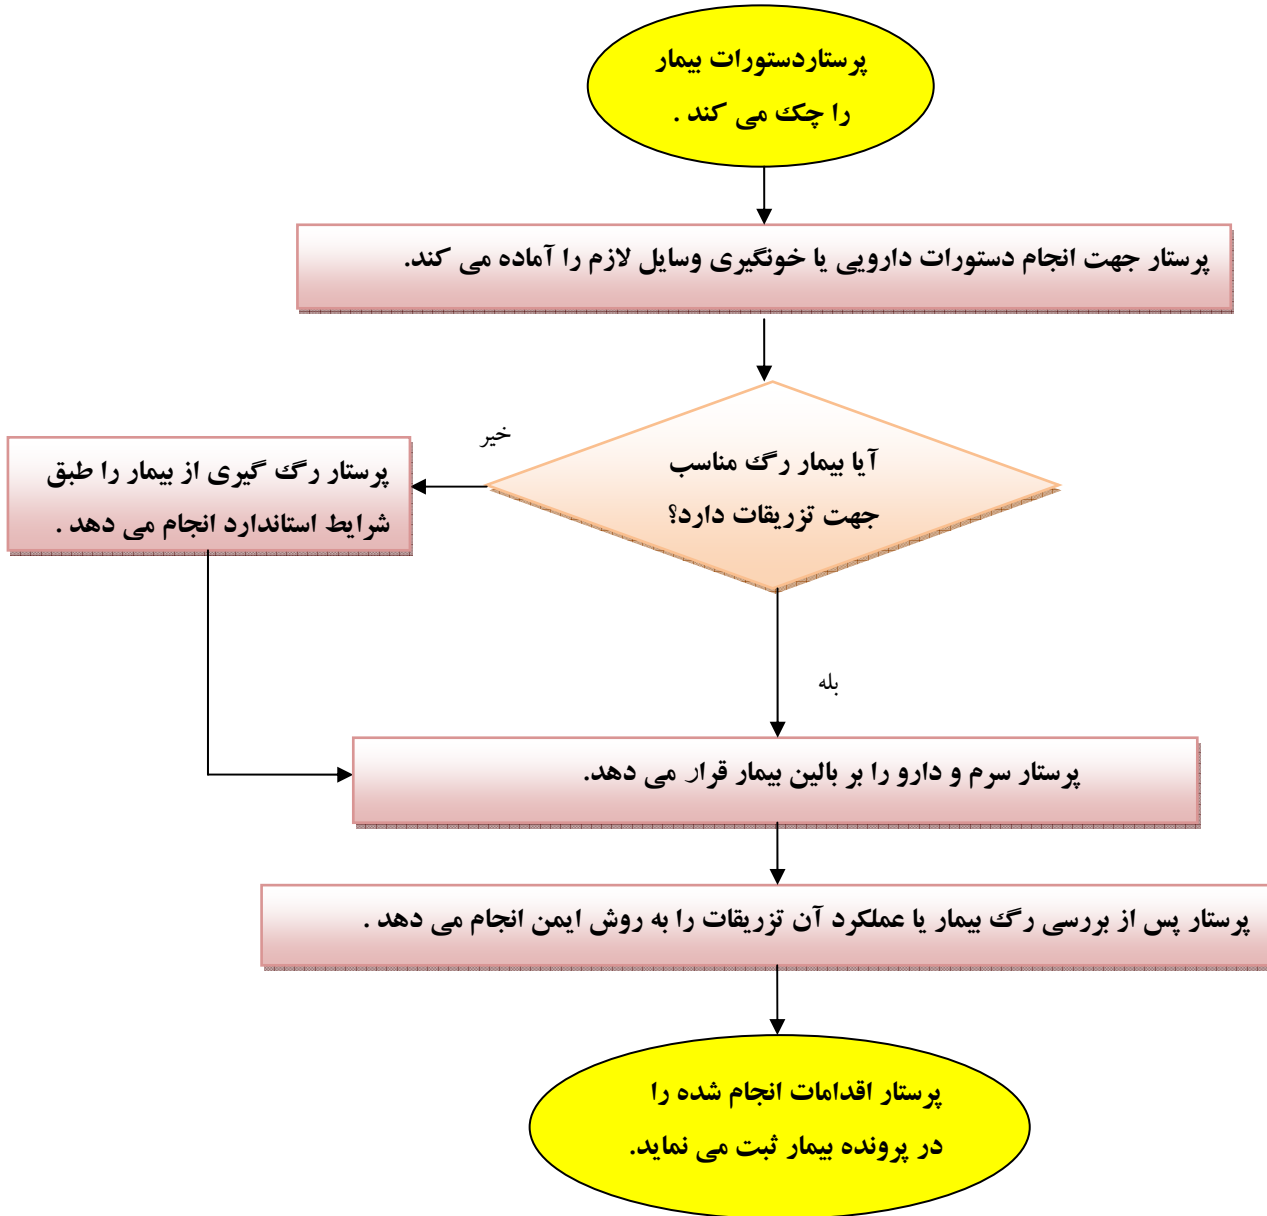 پرستاردستورات بیمار
را چک می کند .
پرستار جهت انجام دستورات دارویی یا خونگیری وسایل لازم را آماده می کند.
آیا بیمار رگ مناسب
جهت تزریقات دارد؟
خیر
پرستار رگ گیری از بیمار را طبق
شرایط استاندارد انجام می دهد .
بله
پرستار سرم و دارو را بر بالین بیمار قرار می دهد.
پرستار پس از بررسی رگ بیمار یا عملکرد آن تزریقات را به روش ایمن انجام می دهد .
پرستار اقدامات انجام شده را
در پرونده بیمار ثبت می نماید.